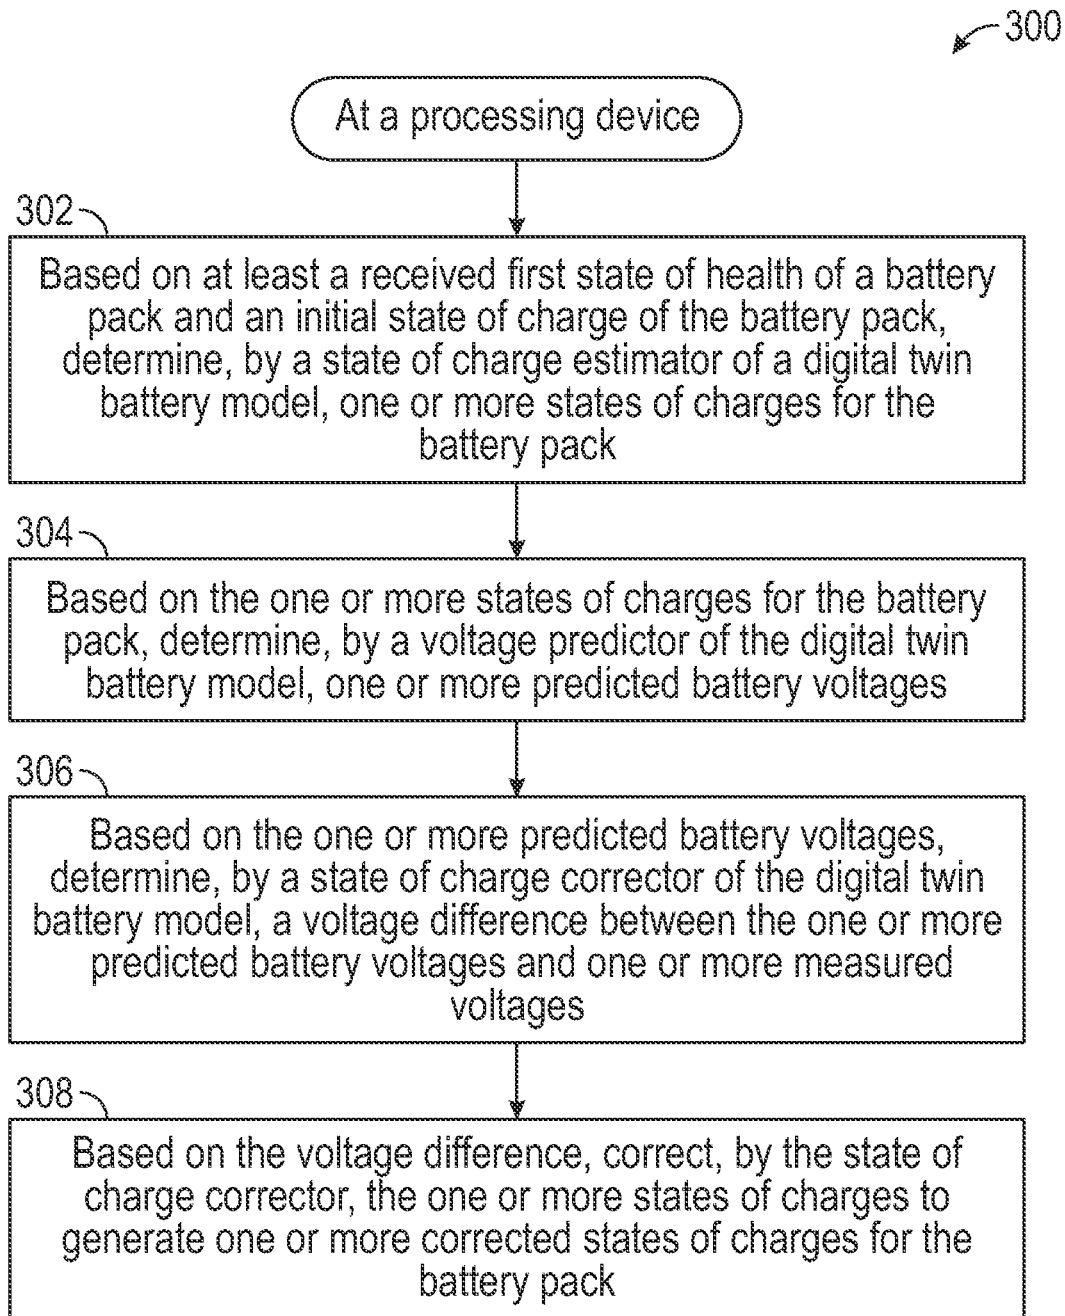 300
At a processing device
302
Based on at least a received first state of health of a battery
pack and an initial state of charge of the battery pack,
determine, by a state of charge estimator of a digital twin
battery model, one or more states of charges for the
battery pack
304
Based on the one or more states of charges for the battery
pack, determine, by a voltage predictor of the digital twin
battery model, one or more predicted battery voltages
306
Based on the one or more predicted battery voltages,
determine, by a state of charge corrector of the digital twin
battery model, a voltage difference between the one or more
predicted battery voltages and one or more measured
voltages
308
Based on the voltage difference, correct, by the state of
charge corrector, the one or more states of charges to
generate one or more corrected states of charges for the
battery pack